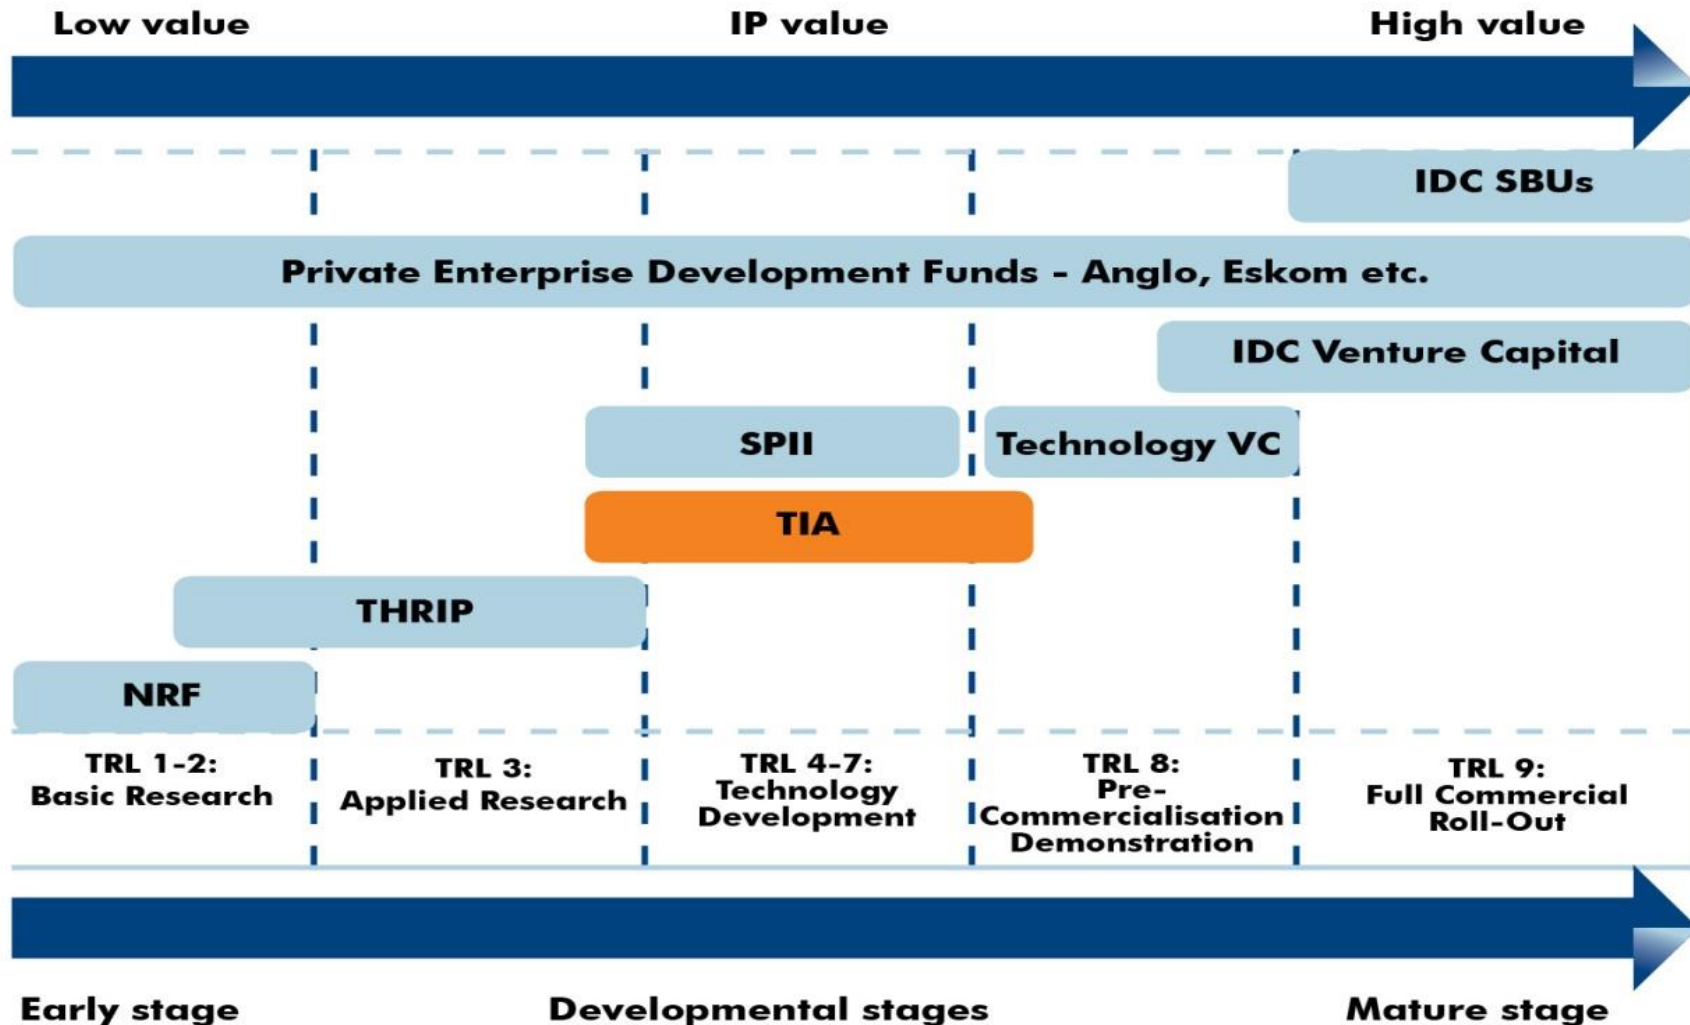 Low value
IP value
High value
IDC SBUs
Private Enterprise Development Funds - Anglo, Eskom etc.
IDC Venture Capital
SPII
Technology VC
TIA
THRIP
NRF
TRL 1-2:
Basic Research
TRL 3:
Applied Research
TRL 4-7:
Technology
Development
TRL 8:
Pre-
Commercialisation
Demonstration
TRL 9:
Full Commercial
Roll-Out
Early stage
Developmental stages
Mature stage